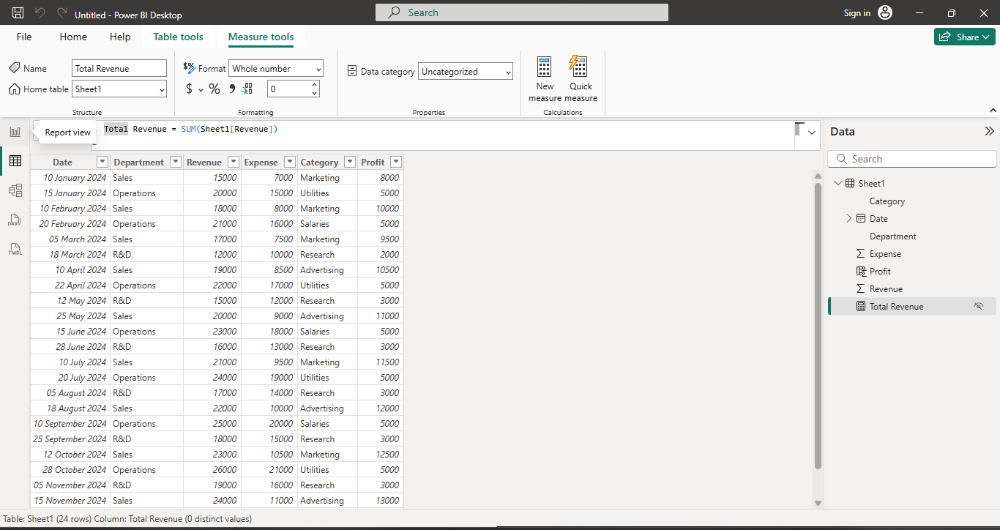 Untitled - Power BI Desktop
Search
Sign in
File Home Help Table tools Measure tools
Share
Name Total Revenue
Home table Sheet1
Structure
$% Format Whole number
$ % 9 0
Formatting
Data category Uncategorized
Properties
New measure
Quick measure
Calculations
Report view
Total Revenue = SUM(Sheet1[Revenue])
2
DAX
TMDL
Date Department Revenue Expense Category Profit
10 January 2024 Sales 15000 7000 Marketing 8000
15 January 2024 Operations 20000 15000 Utilities 5000
10 February 2024 Sales 18000 8000 Marketing 10000
20 February 2024 Operations 21000 16000 Salaries 5000
05 March 2024 Sales 17000 7500 Marketing 9500
18 March 2024 R&D 12000 10000 Research 2000
10 April 2024 Sales 19000 8500 Advertising 10500
22 April 2024 Operations 22000 17000 Utilities 5000
12 May 2024 R&D 15000 12000 Research 3000
25 May 2024 Sales 20000 9000 Advertising 11000
15 June 2024 Operations 23000 18000 Salaries 5000
28 June 2024 R&D 16000 13000 Research 3000
10 July 2024 Sales 21000 9500 Marketing 11500
20 July 2024 Operations 24000 19000 Utilities 5000
05 August 2024 R&D 17000 14000 Research 3000
18 August 2024 Sales 22000 10000 Advertising 12000
10 September 2024 Operations 25000 20000 Salaries 5000
25 September 2024 R&D 18000 15000 Research 3000
12 October 2024 Sales 23000 10500 Marketing 12500
28 October 2024 Operations 26000 21000 Utilities 5000
05 November 2024 R&D 19000 16000 Research 3000
15 November 2024 Sales 24000 11000 Advertising 13000
Data
Search
Sheet1
Category
Date
Department
Expense
Profit
Revenue
Total Revenue
Table: Sheet1 (24 rows) Column: Total Revenue (0 distinct values)